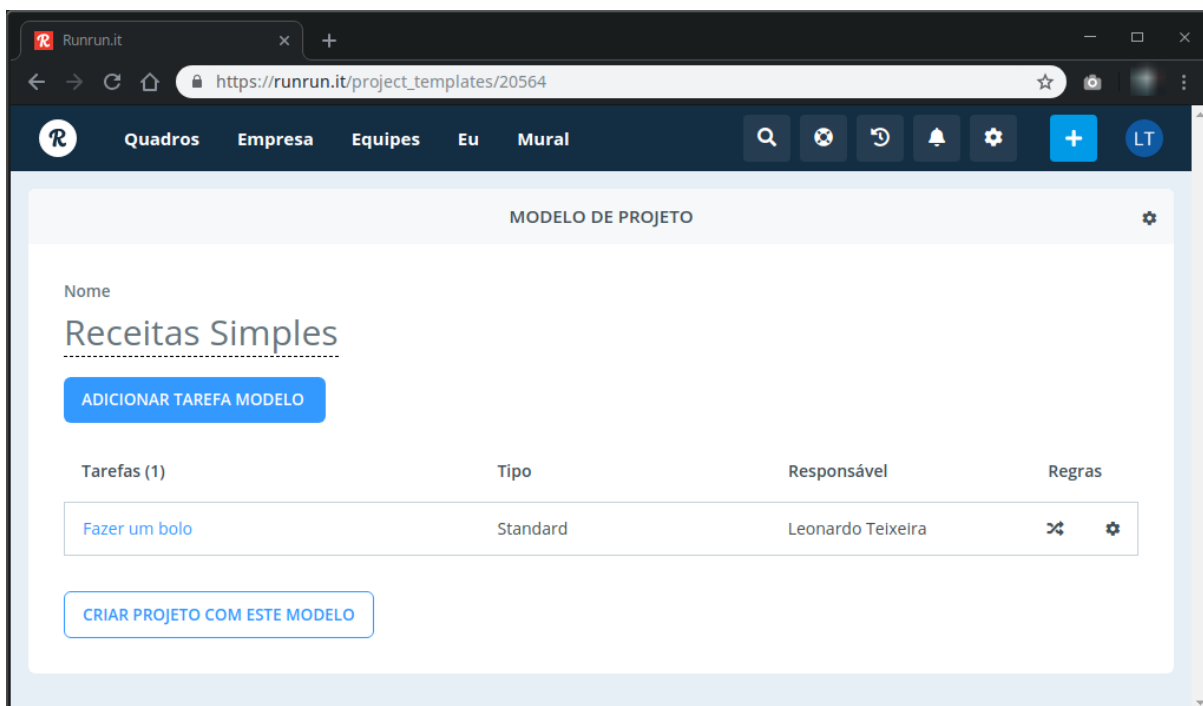 Runrun.it
https://runrun.it/project_templates/20564
R Quadros Empresa Equipes Eu Mural LT
MODELO DE PROJETO
Nome
Receitas Simples
ADICIONAR TAREFA MODELO
Tarefas (1) Tipo Responsável Regras
Fazer um bolo Standard Leonardo Teixeira
CRIAR PROJETO COM ESTE MODELO